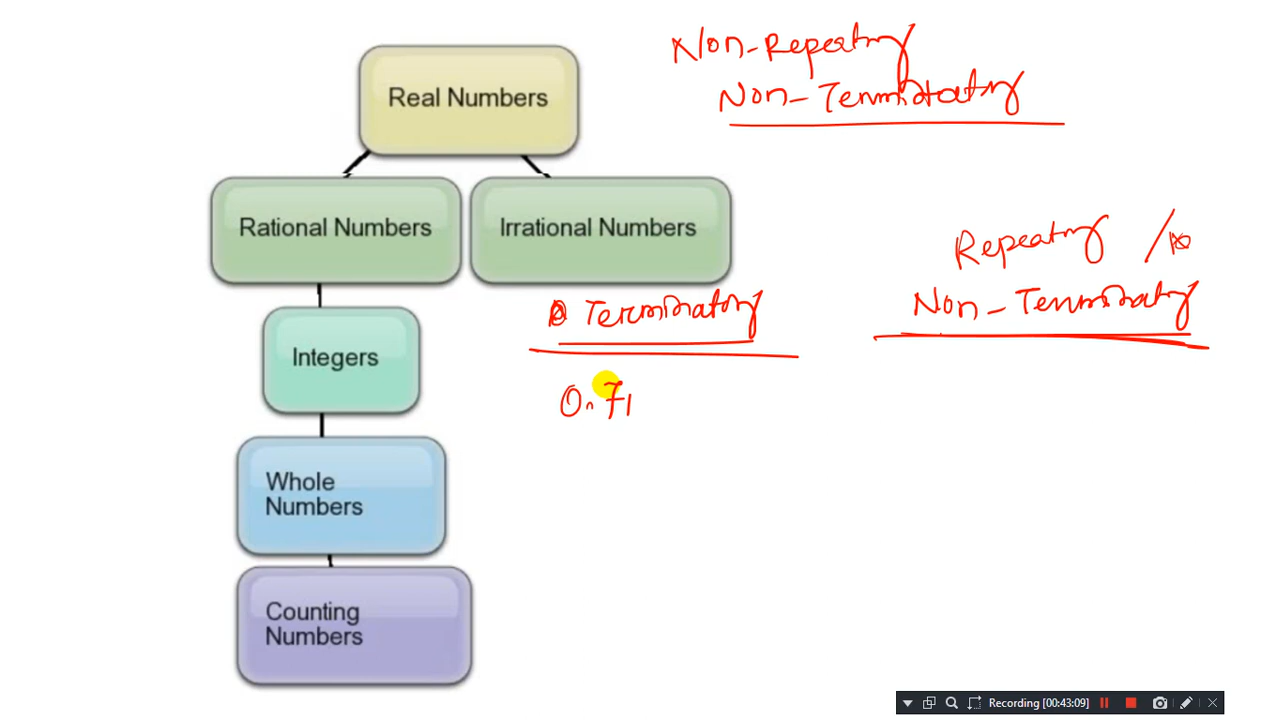 Non-Repeating
Real Numbers
Non-Terminating
Rational Numbers
Irrational Numbers
Repeating /
Terminating
Non-Terminating
Integers
0.71
Whole
Numbers
Counting
Numbers
Recording [00:43:09]